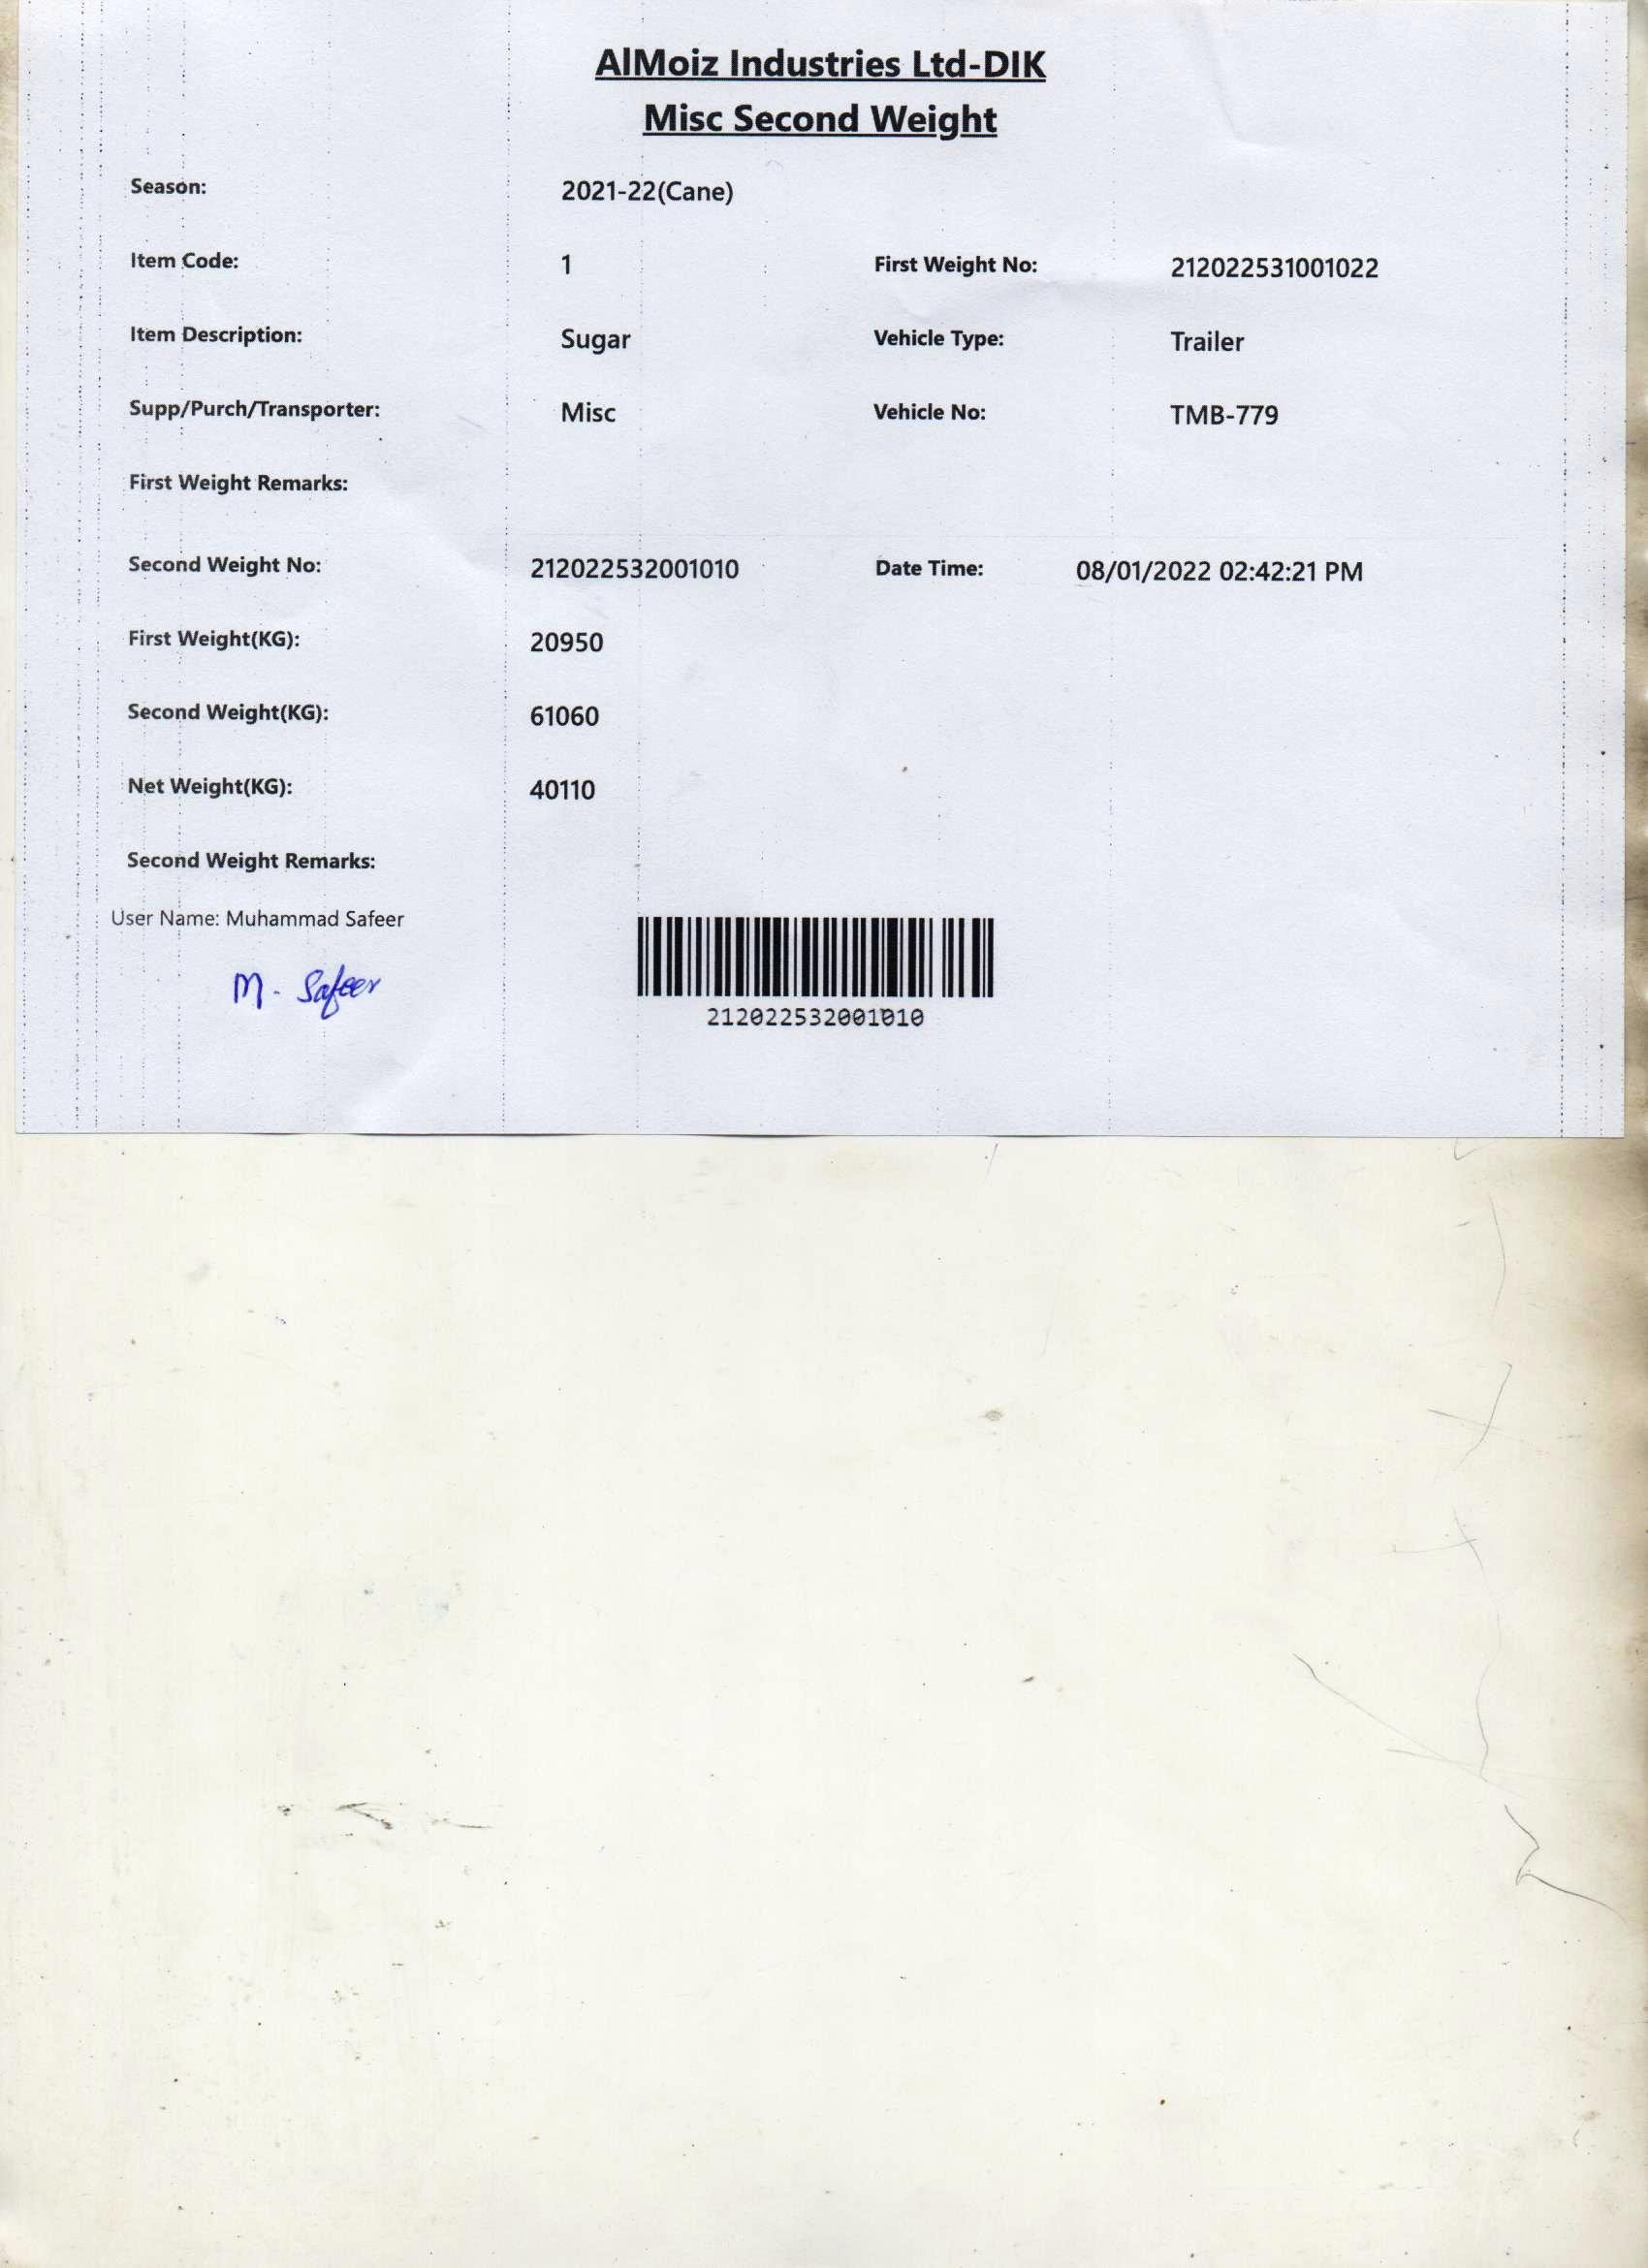 AlMoiz Industries Ltd-DIK
Misc Second Weight
Season: 2021-22(Cane)
Item Code: 1 First Weight No: 212022531001022
Item Description: Sugar Vehicle Type: Trailer
Supp/Purch/Transporter: Misc Vehicle No: TMB-779
First Weight Remarks:
Second Weight No: 212022532001010 Date Time: 08/01/2022 02:42:21 PM
First Weight(KG): 20950
Second Weight(KG): 61060
Net Weight(KG): 40110
Second Weight Remarks:
User Name: Muhammad Safeer
M. Safeer
212022532001010